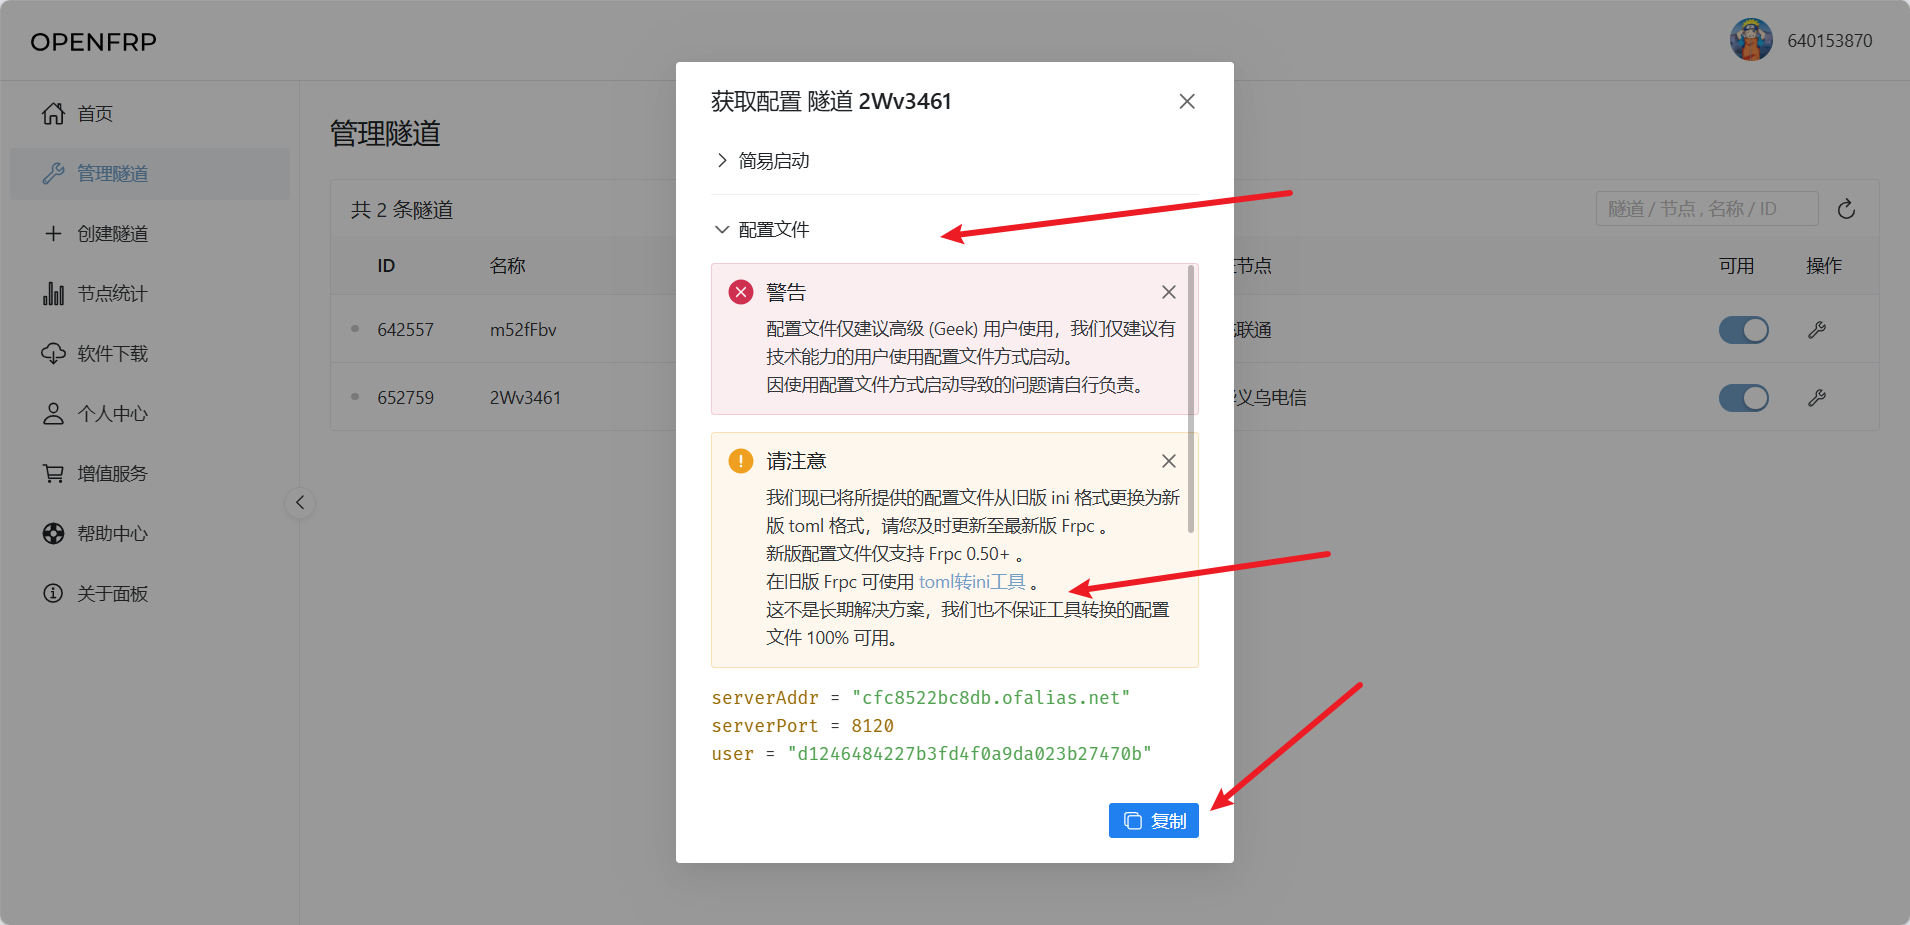 OPENFRP
640153870
首页
管理隧道
创建隧道
节点统计
软件下载
个人中心
增值服务
帮助中心
关于面板
管理隧道
共 2 条隧道
隧道 / 节点 , 名称 / ID
ID
名称
节点
可用
操作
642557
m52fFbv
联通
652759
2Wv3461
义乌电信
获取配置 隧道 2Wv3461
简易启动
配置文件
警告
配置文件仅建议高级 (Geek) 用户使用，我们仅建议有
技术能力的用户使用配置文件方式启动。
因使用配置文件方式启动导致的问题请自行负责。
请注意
我们现已将所提供的配置文件从旧版 ini 格式更换为新
版 toml 格式，请您及时更新至最新版 Frpc 。
新版配置文件仅支持 Frpc 0.50+ 。
在旧版 Frpc 可使用 toml转ini工具 。
这不是长期解决方案，我们也不保证工具转换的配置
文件 100% 可用。
serverAddr = "cfc8522bc8db.ofalias.net"
serverPort = 8120
user = "d1246484227b3fd4f0a9da023b27470b"
复制